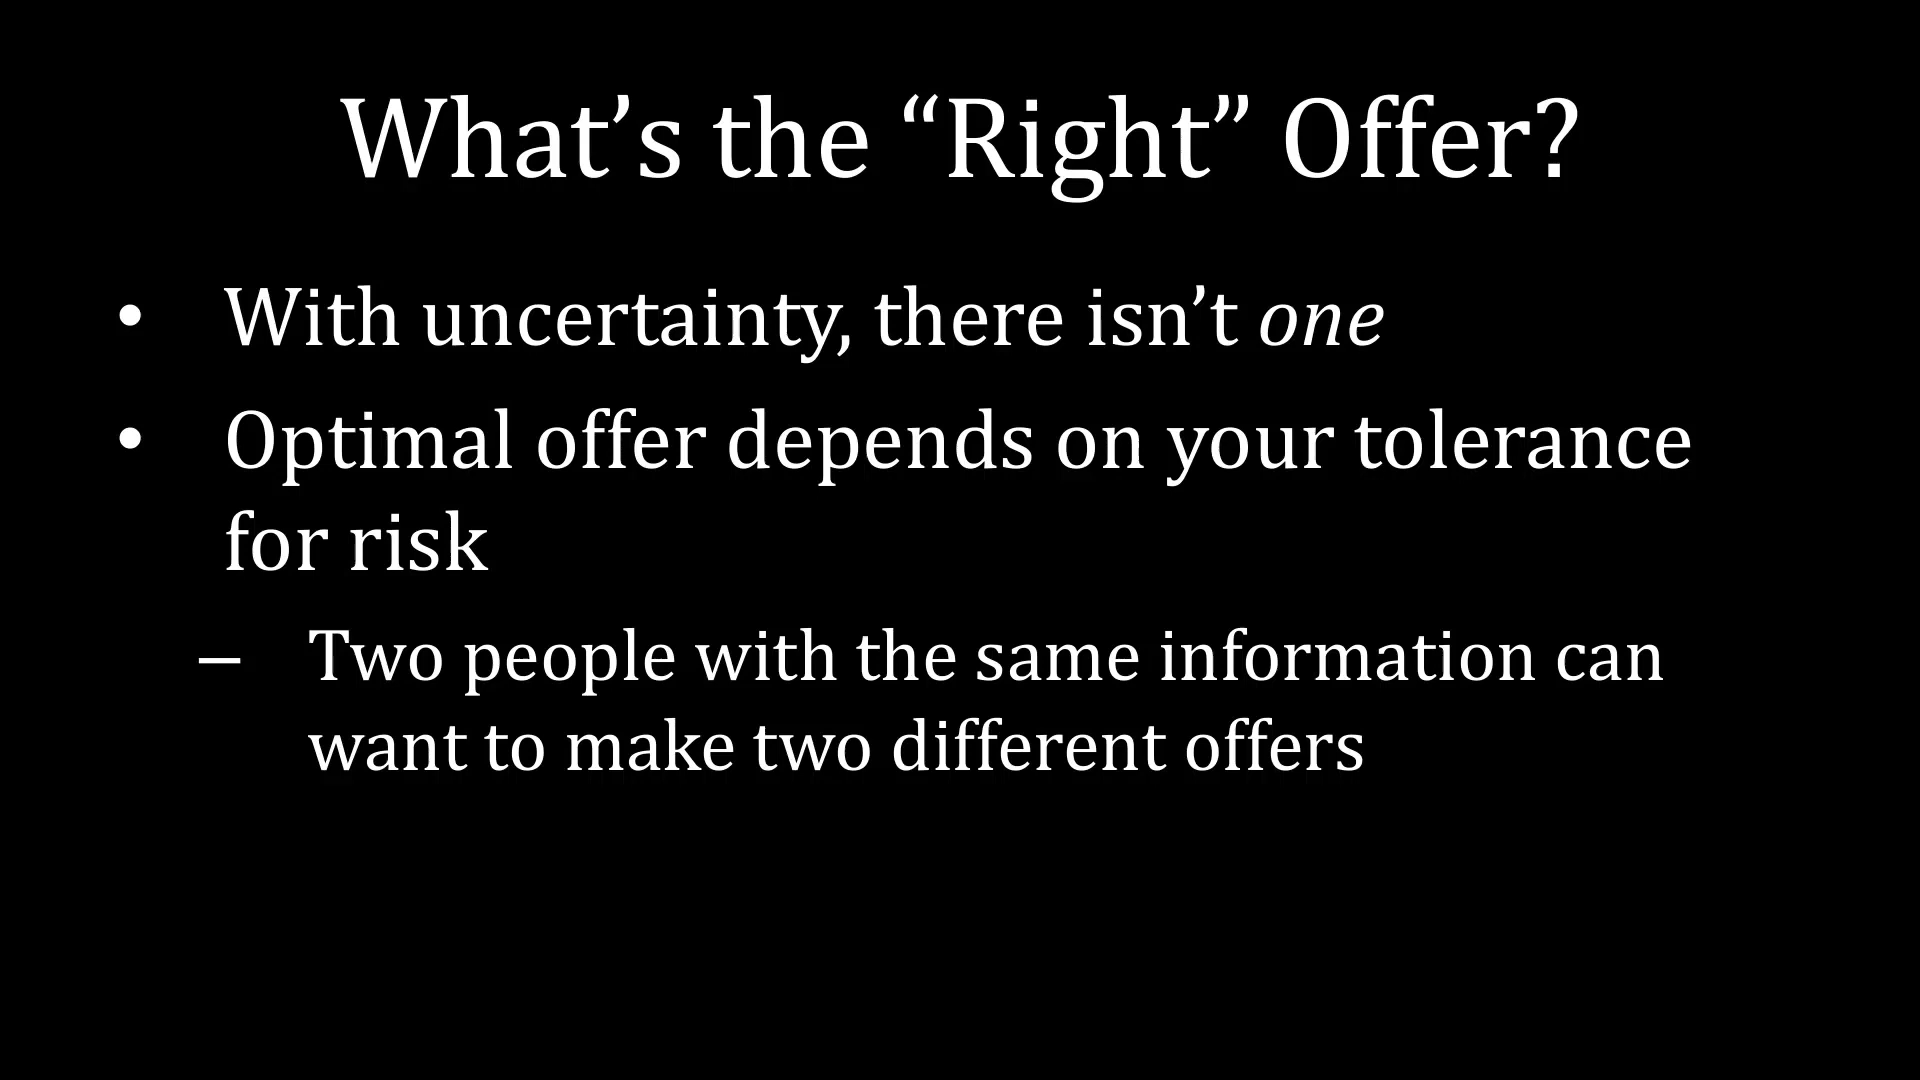 What’s the “Right” Offer?
• With uncertainty, there isn’t one
• Optimal offer depends on your tolerance
for risk
– Two people with the same information can
want to make two different offers